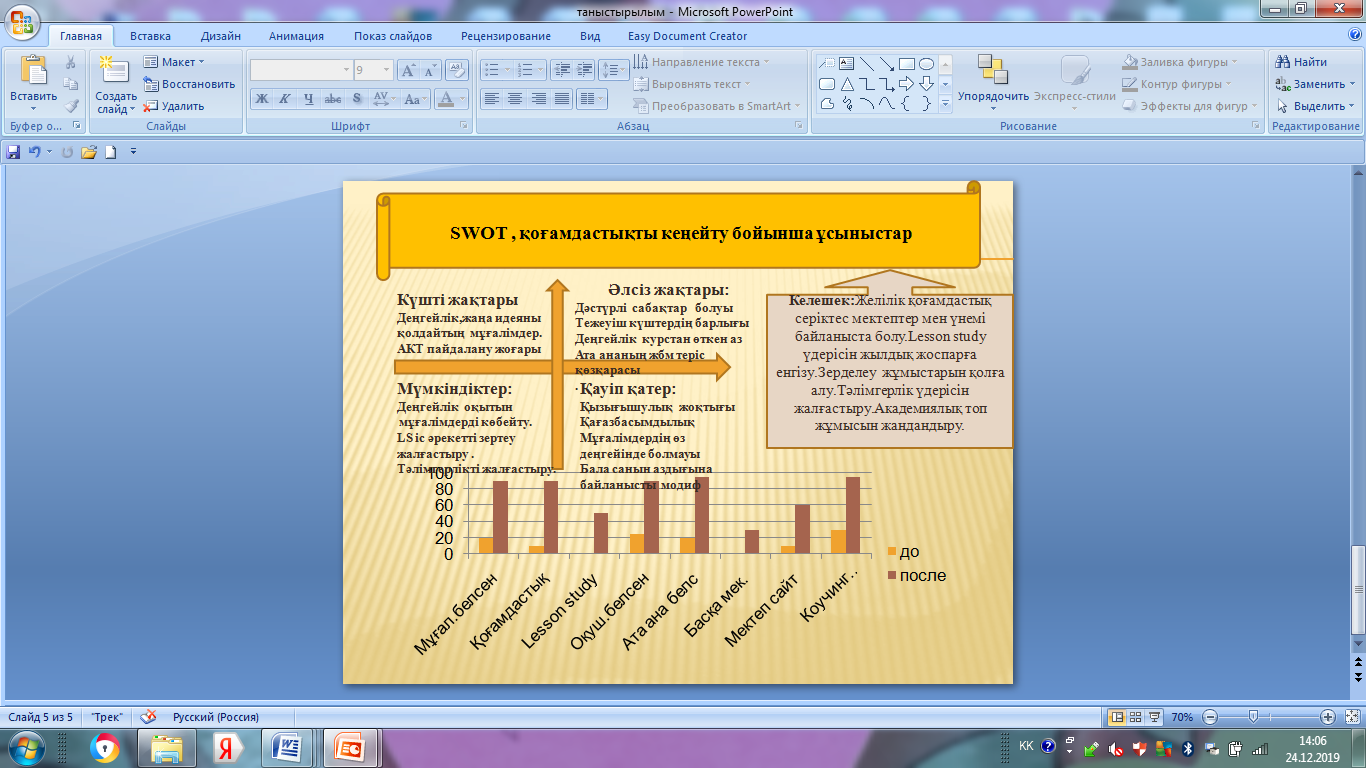 таныстырылым - Microsoft PowerPoint
Главная
Вставка
Дизайн
Анимация
Показ слайдов
Рецензирование
Вид
Easy Document Creator
Вставить
Буфер о...
Создать слайд
Макет
Восстановить
Удалить
Слайды
9
Ж К Ч abc S AV Aa А
Шрифт
Направление текста
Выровнять текст
Преобразовать в SmartArt
Абзац
Упорядочить
Экспресс-стили
Заливка фигуры
Контур фигуры
Эффекты для фигур
Рисование
Найти
Заменить
Выделить
Редактирование
SWOT , қоғамдастықты кеңейту бойынша ұсыныстар
Күшті жақтары
Деңгейлік,жаңа идеяны
қолдайтың мұғалімдер.
АКТ пайдалану жоғары
Әлсіз жақтары:
Дәстүрлі сабақтар болуы
Тежеуіш күштердің барлығы
Деңгейлік курстан өткен аз
Ата ананың жбм теріс
қөзқарасы
Мүмкіндіктер:
Деңгейлік оқытын
мұғалімдерді көбейту.
LS іс әрекетті зертеу
жалғастыру .
Тәлімгерлікті жалғастыру.
·Қауіп қатер:
Қызығышулық жоқтығы
Қағазбасымдылық
Мұғалімдердің өз
деңгейінде болмауы
Бала санын аздығына
байланысты модиф
Келешек:Желілік қоғамдастық
серіктес мектептер мен үнемі
байланыста болу.Lesson study
үдерісін жылдық жоспарға
енгізу.Зерделеу жұмыстарын қолға
алу.Тәлімгерлік үдерісін
жалғастыру.Академиялық топ
жұмысын жандандыру.
100
80
60
40
20
0
Мұғал.белсен
Қоғамдастық
Lesson study
Оқуш.белсен
Ата ана белс
Басқа мек.
Мектеп сайт
Коучинг..
до
после
Слайд 5 из 5
"Трек"
Русский (Россия)
70%
KK
14:06
24.12.2019